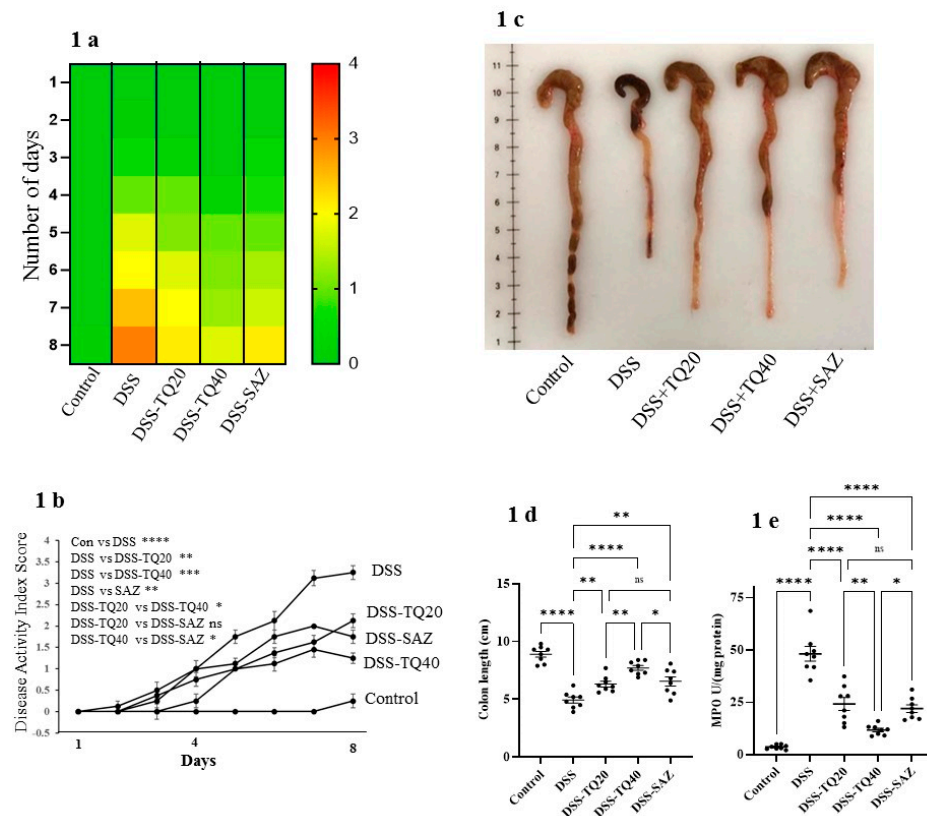 1 a
Number of days
1
2
3
4
5
6
7
8
4
3
2
1
0
Control
DSS
DSS-TQ20
DSS-TQ40
DSS-SAZ
1 c
11
10
9
8
7
6
5
4
3
2
1
Control
DSS
DSS+TQ20
DSS+TQ40
DSS+SAZ
1 b
Disease Activity Index Score
4
3.5
3
2.5
2
1.5
1
0.5
0
-0.5
Con vs DSS ****
DSS vs DSS-TQ20 **
DSS vs DSS-TQ40 ***
DSS vs SAZ **
DSS-TQ20 vs DSS-TQ40 *
DSS-TQ20 vs DSS-SAZ ns
DSS-TQ40 vs DSS-SAZ *
DSS
DSS-TQ20
DSS-SAZ
DSS-TQ40
Control
1
4
8
Days
1 d
**
****
** ns
**** ** *
Colon length (cm)
15
10
5
0
Control
DSS
DSS-TQ20
DSS-TQ40
DSS-SAZ
1 e
****
****
**** ns
**** ** *
MPO U/(mg protein)
75
50
25
0
Control
DSS
DSS-TQ20
DSS-TQ40
DSS-SAZ